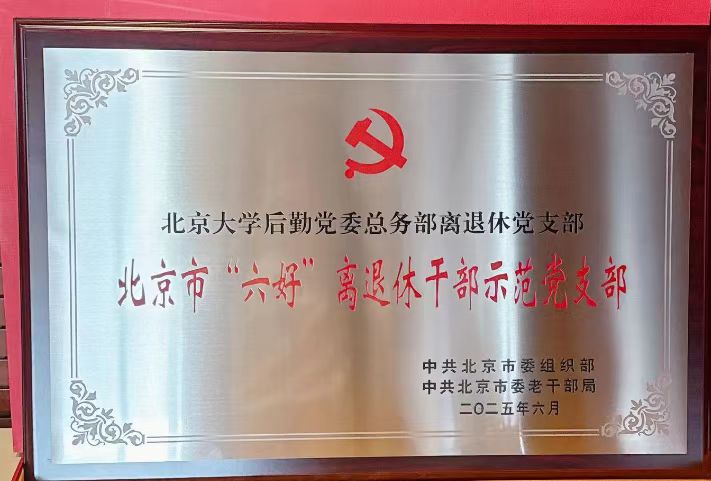 北京大学后勤党委总务部离退休党支部
北京市“六好”离退休干部示范党支部
中共北京市委组织部
中共北京市委老干部局
二〇二五年六月